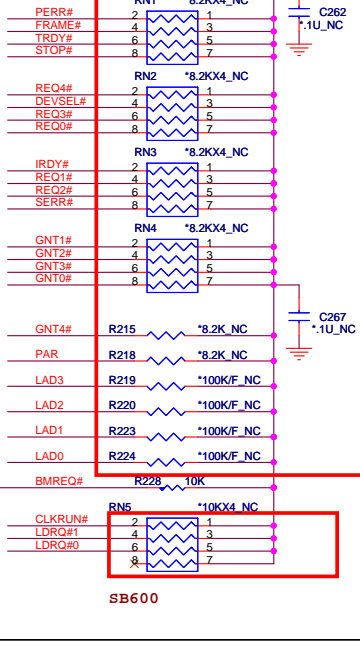 RN1 *8.2KX4_NC
PERR# 2 1
FRAME# 4 3
TRDY# 6 5
STOP# 8 7
C262
*.1U_NC
RN2 *8.2KX4_NC
REQ4# 2 1
DEVSEL# 4 3
REQ3# 6 5
REQ0# 8 7
RN3 *8.2KX4_NC
IRDY# 2 1
REQ1# 4 3
REQ2# 6 5
SERR# 8 7
RN4 *8.2KX4_NC
GNT1# 2 1
GNT2# 4 3
GNT3# 6 5
GNT0# 8 7
C267
*.1U_NC
GNT4# R215 *8.2K_NC
PAR R218 *8.2K_NC
LAD3 R219 *100K/F_NC
LAD2 R220 *100K/F_NC
LAD1 R223 *100K/F_NC
LAD0 R224 *100K/F_NC
BMREQ# R228 10K
RN5 *10KX4_NC
CLKRUN# 2 1
LDRQ#1 4 3
LDRQ#0 6 5
8 7
SB600